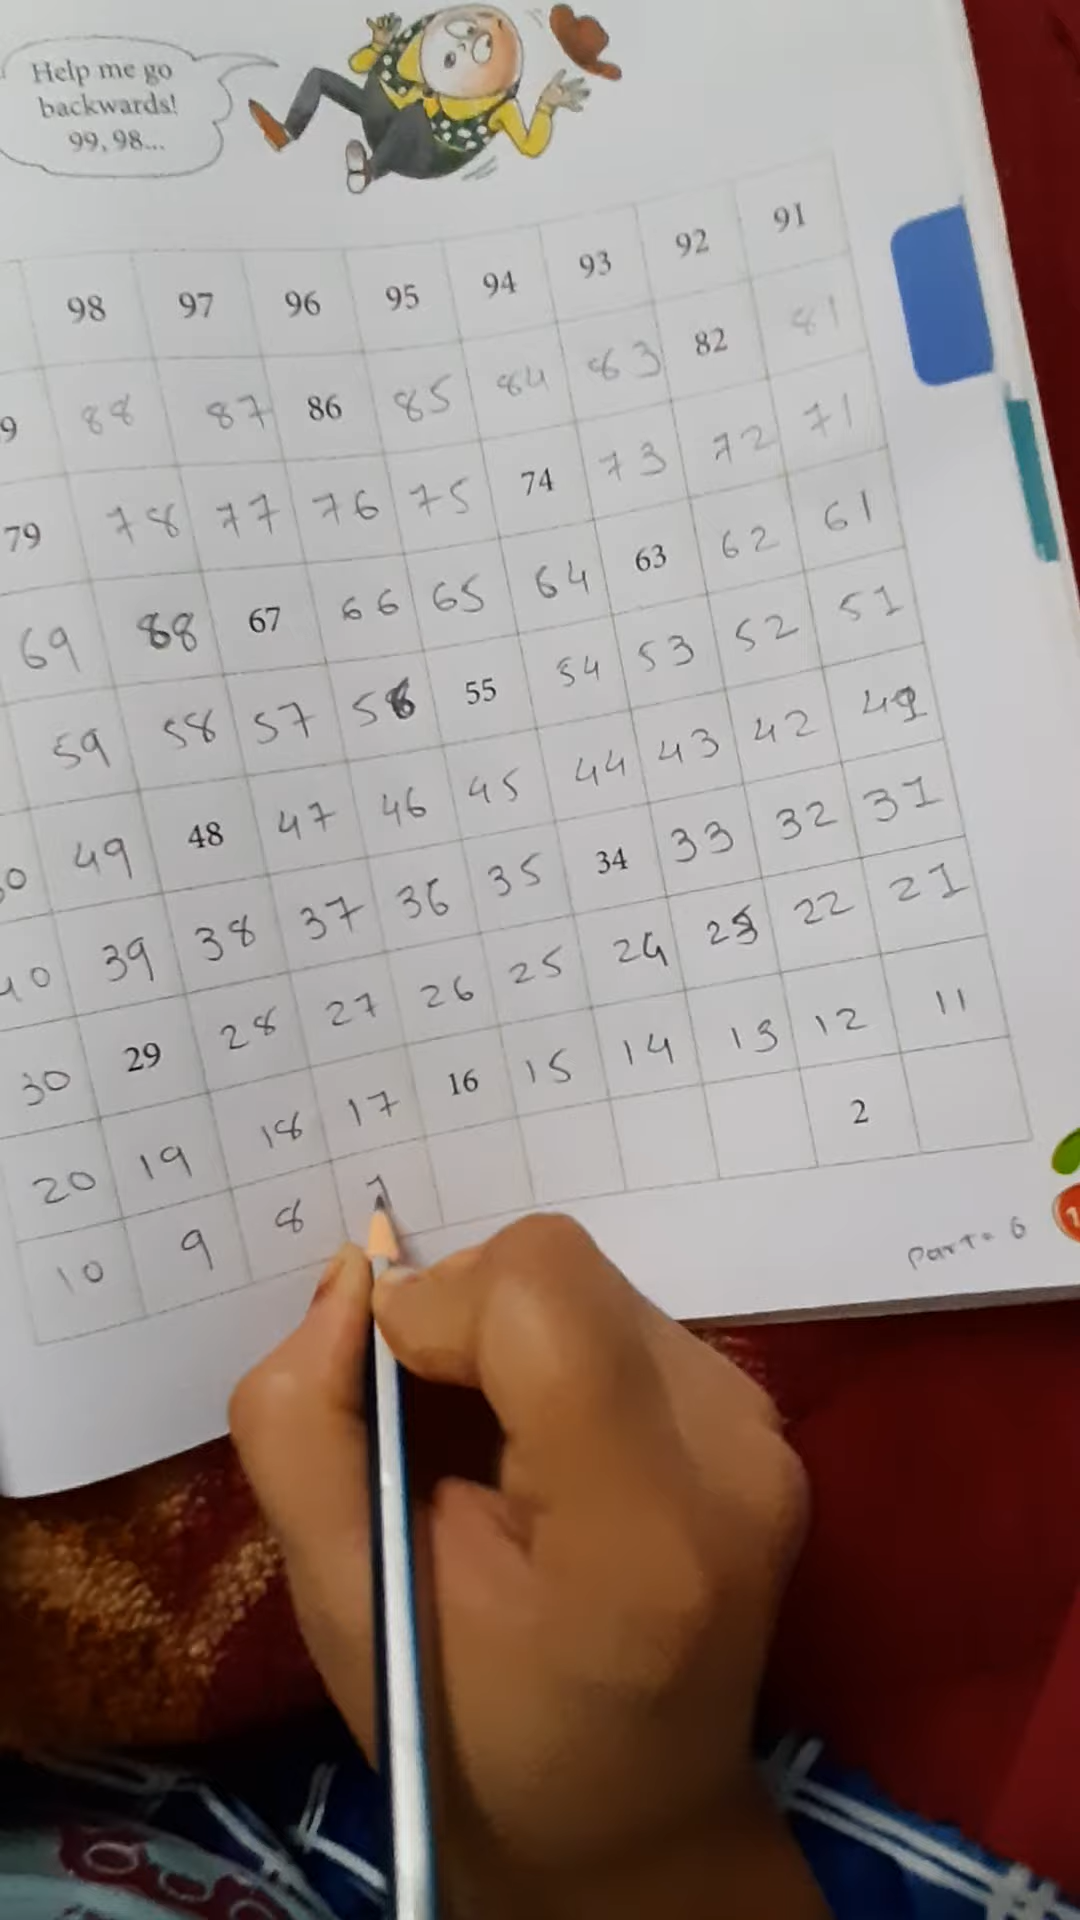 Help me go
backwards!
99, 98...
98 97 96 95 94 93 92 91
9 88 87 86 85 84 83 82 81
79 78 77 76 75 74 73 72 71
69 88 67 66 65 64 63 62 61
59 58 57 56 55 54 53 52 51
50 49 48 47 46 45 44 43 42 41
40 39 38 37 36 35 34 33 32 31
30 29 28 27 26 25 24 23 22 21
20 19 18 17 16 15 14 13 12 11
10 9 8 7 2
Part- 6
1